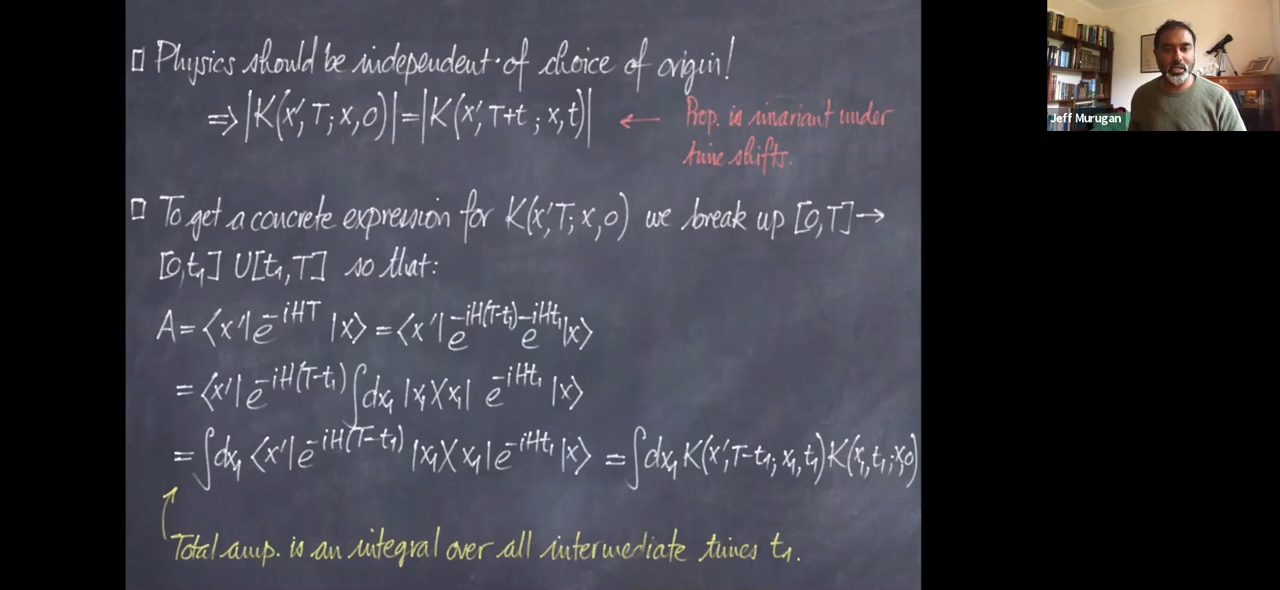 □ Physics should be independent of choice of origin!
⇒ |K(x', T; x, 0)| = |K(x', T+t ; x, t)| ← Prop. is invariant under
time shifts.
□ To get a concrete expression for K(x', T; x, 0) we break up [0,T] →
[0,t₁] U [t₁,T] so that:
A = ⟨x'| e^{-iHT} |x⟩ = ⟨x'| e^{-iH(T-t₁)} e^{-iHt₁} |x⟩
= ⟨x'| e^{-iH(T-t₁)} ∫dx₁ |x₁⟩⟨x₁| e^{-iHt₁} |x⟩
= ∫dx₁ ⟨x'| e^{-iH(T-t₁)} |x₁⟩⟨x₁| e^{-iHt₁} |x⟩ = ∫dx₁ K(x', T-t₁; x₁, t₁) K(x₁, t₁; x, 0)
Total amp. is an integral over all intermediate times t₁.
Jeff Murugan